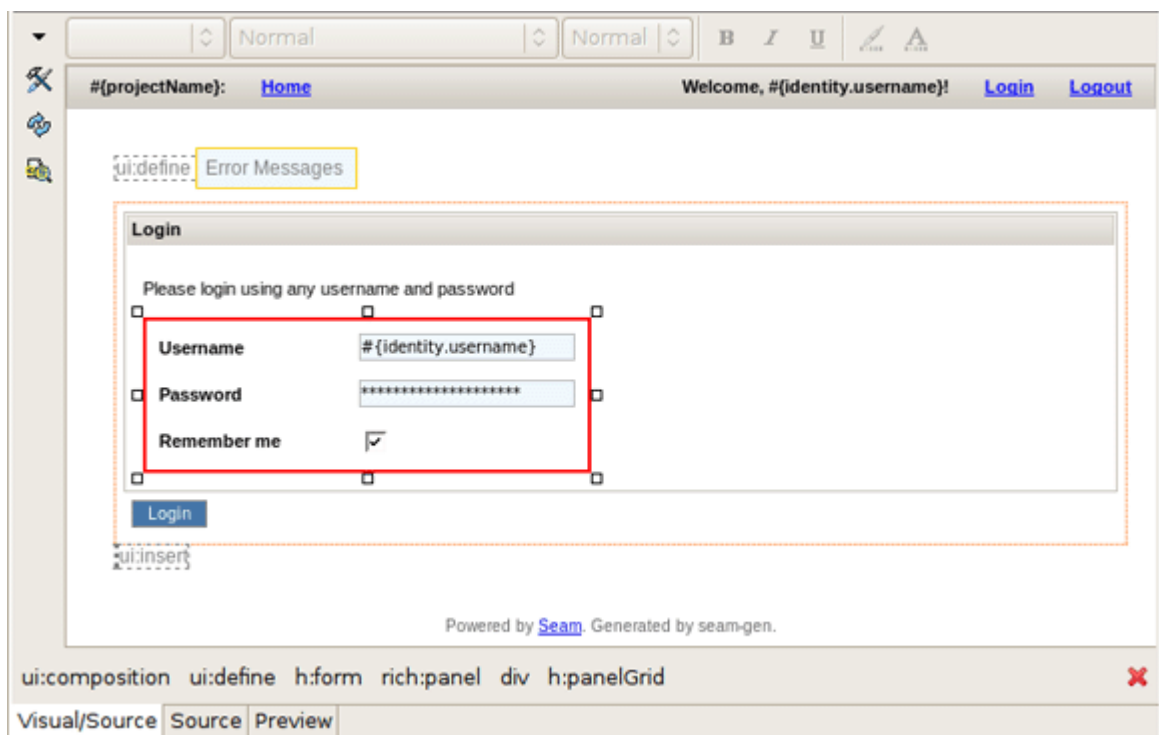 Normal Normal B I U A
#{projectName}: Home Welcome, #{identity.username}! Login Logout
ui:define Error Messages
Login
Please login using any username and password
Username #{identity.username}
Password ********************
Remember me
Login
ui:insert
Powered by Seam. Generated by seam-gen.
ui:composition ui:define h:form rich:panel div h:panelGrid
Visual/Source Source Preview